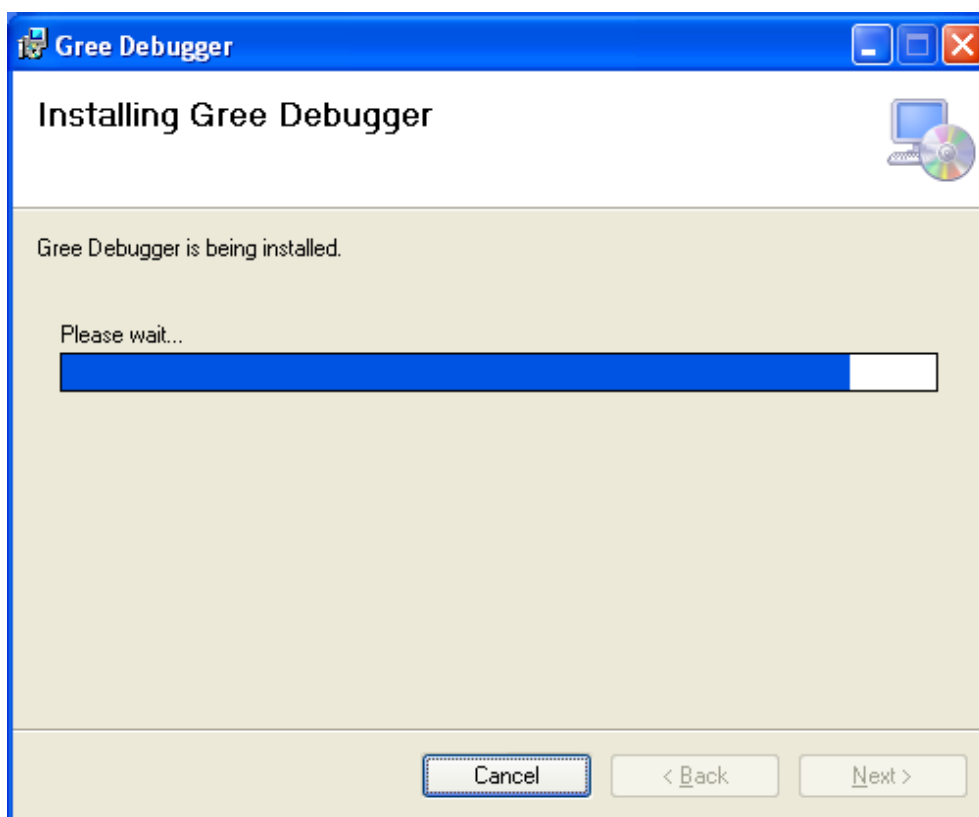 Gree Debugger
Installing Gree Debugger
Gree Debugger is being installed.
Please wait...
Cancel
< Back
Next >